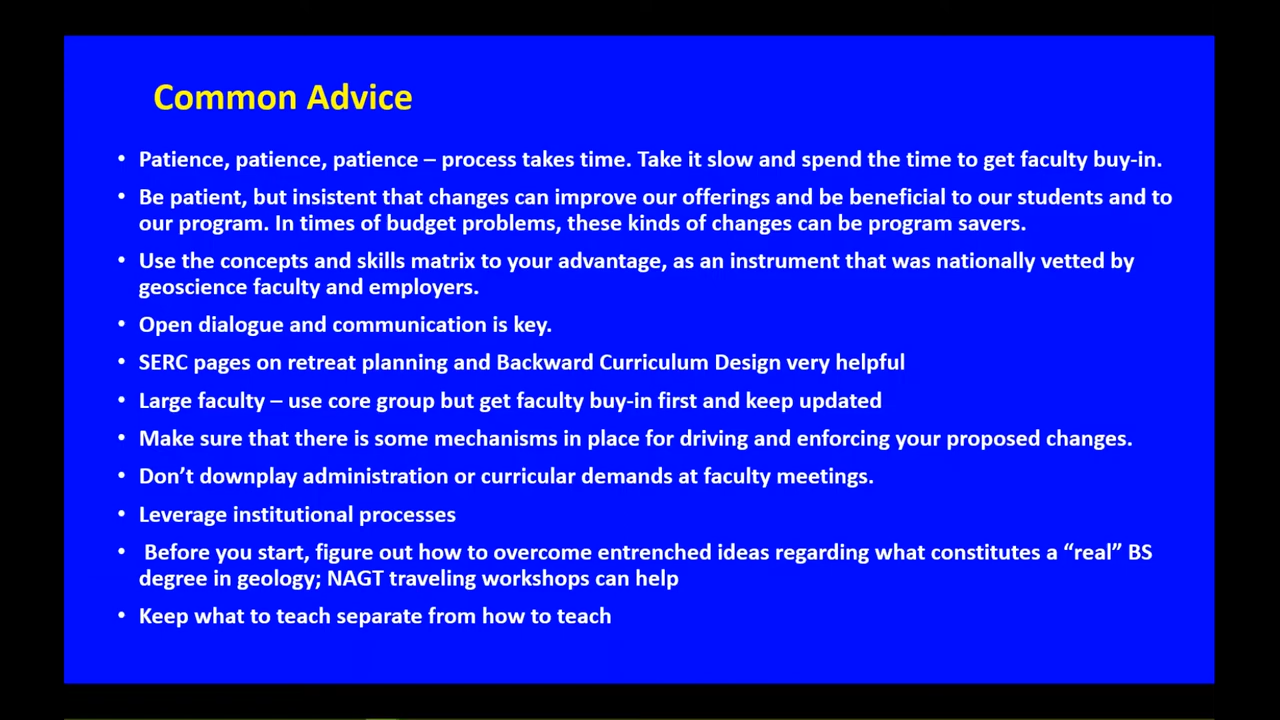 Common Advice
• Patience, patience, patience – process takes time. Take it slow and spend the time to get faculty buy-in.
• Be patient, but insistent that changes can improve our offerings and be beneficial to our students and to
our program. In times of budget problems, these kinds of changes can be program savers.
• Use the concepts and skills matrix to your advantage, as an instrument that was nationally vetted by
geoscience faculty and employers.
• Open dialogue and communication is key.
• SERC pages on retreat planning and Backward Curriculum Design very helpful
• Large faculty – use core group but get faculty buy-in first and keep updated
• Make sure that there is some mechanisms in place for driving and enforcing your proposed changes.
• Don’t downplay administration or curricular demands at faculty meetings.
• Leverage institutional processes
• Before you start, figure out how to overcome entrenched ideas regarding what constitutes a “real” BS
degree in geology; NAGT traveling workshops can help
• Keep what to teach separate from how to teach